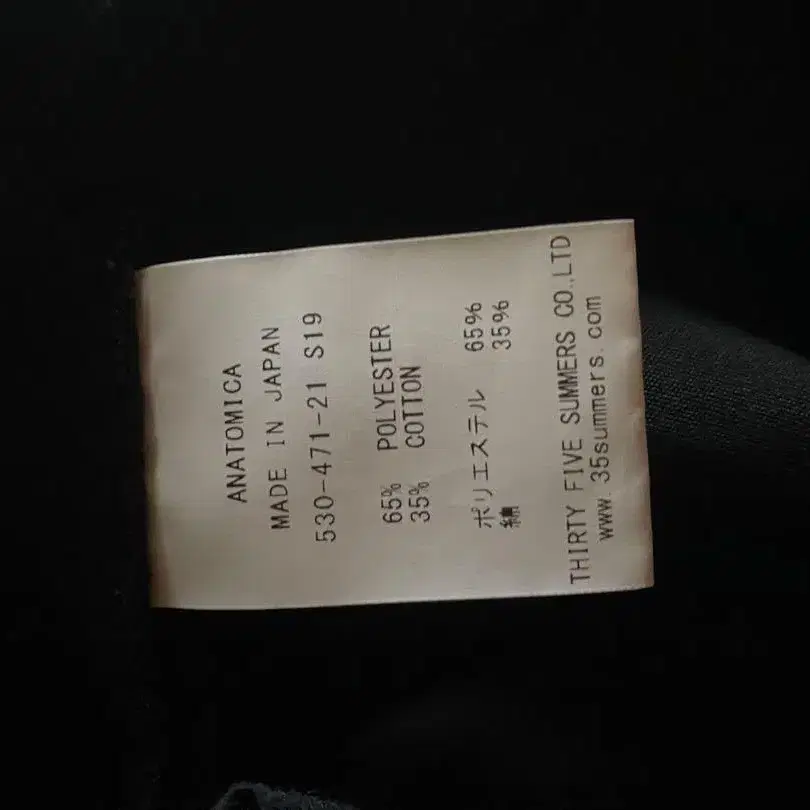 ANATOMICA
MADE IN JAPAN
530-471-21 S19
65% POLYESTER
35% COTTON
ポリエステル 65%
綿 35%
THIRTY FIVE SUMMERS CO.,LTD
www.35summers.com